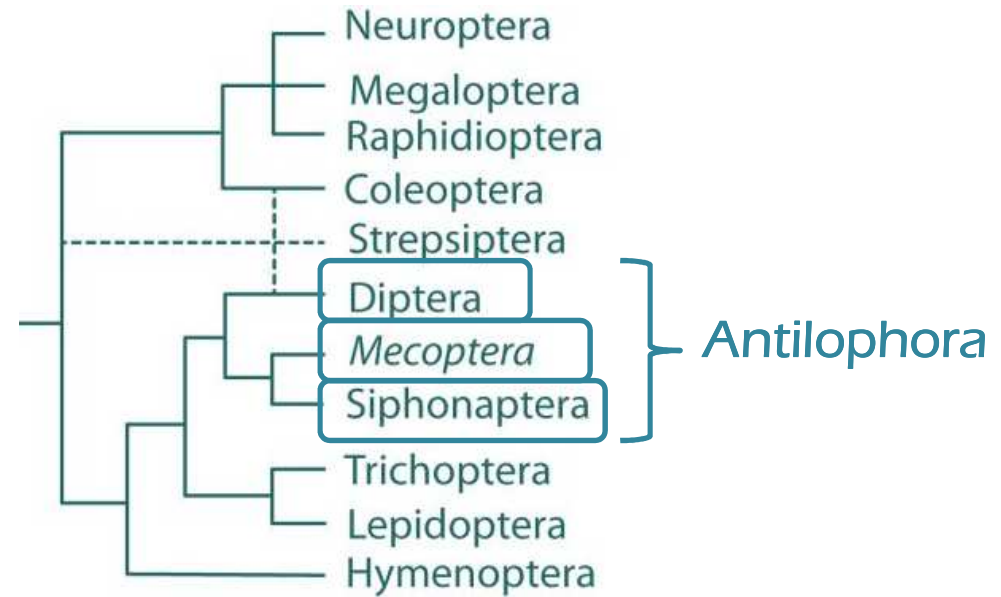 Neuroptera
Megaloptera
Raphidioptera
Coleoptera
Strepsiptera
Diptera
Mecoptera
Siphonaptera
Antilophora
Trichoptera
Lepidoptera
Hymenoptera